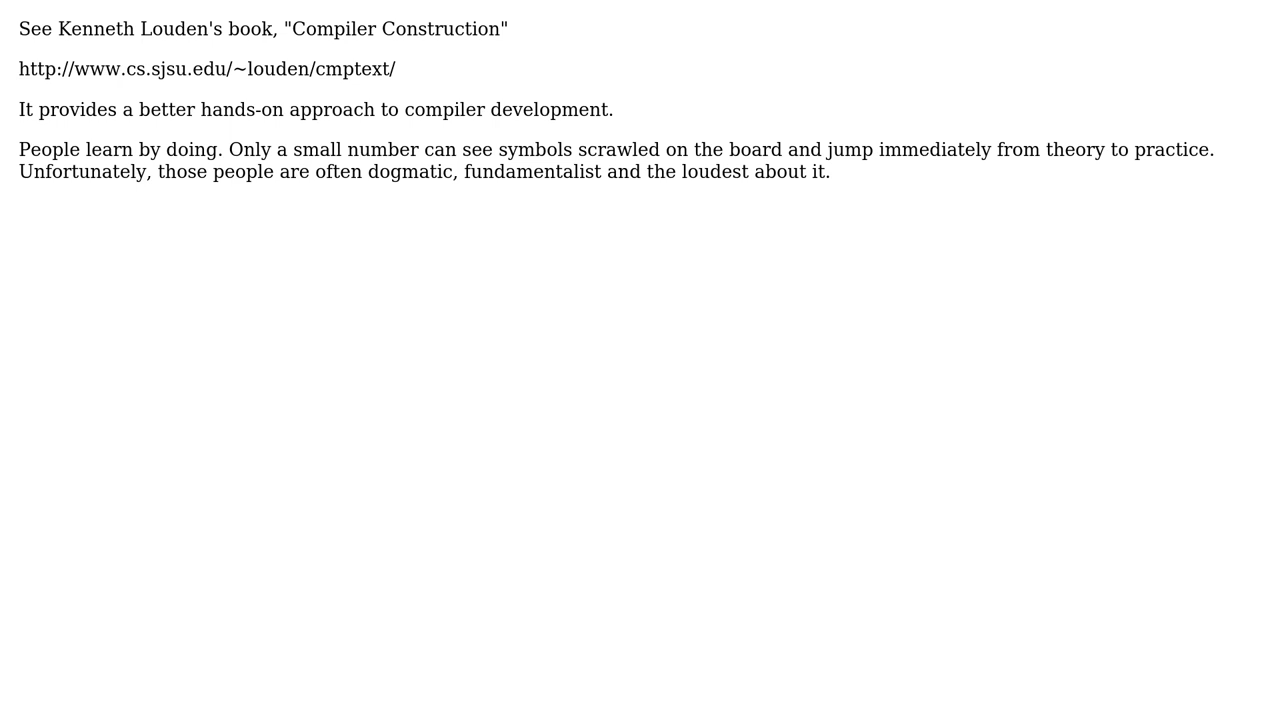 See Kenneth Louden's book, "Compiler Construction"
http://www.cs.sjsu.edu/~louden/cmptext/
It provides a better hands-on approach to compiler development.
People learn by doing. Only a small number can see symbols scrawled on the board and jump immediately from theory to practice.
Unfortunately, those people are often dogmatic, fundamentalist and the loudest about it.